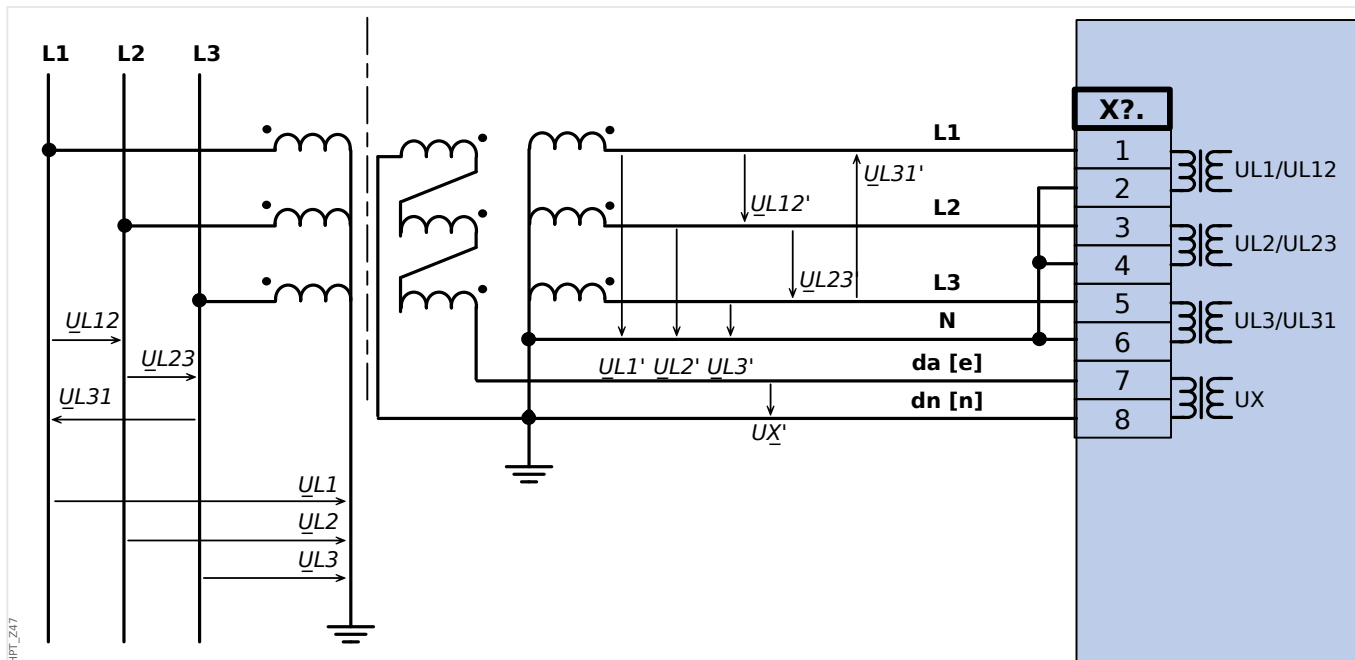 L1 L2 L3
X?.
L1
1
UL1/UL12
UL31'
2
UL12'
L2
3
UL2/UL23
4
UL23'
L3
5
UL3/UL31
UL12
N
6
UL23
UL1' UL2' UL3'
da [e]
7
UL31
dn [n]
8
UX
UX'
UL1
UL2
UL3
HPT_Z47